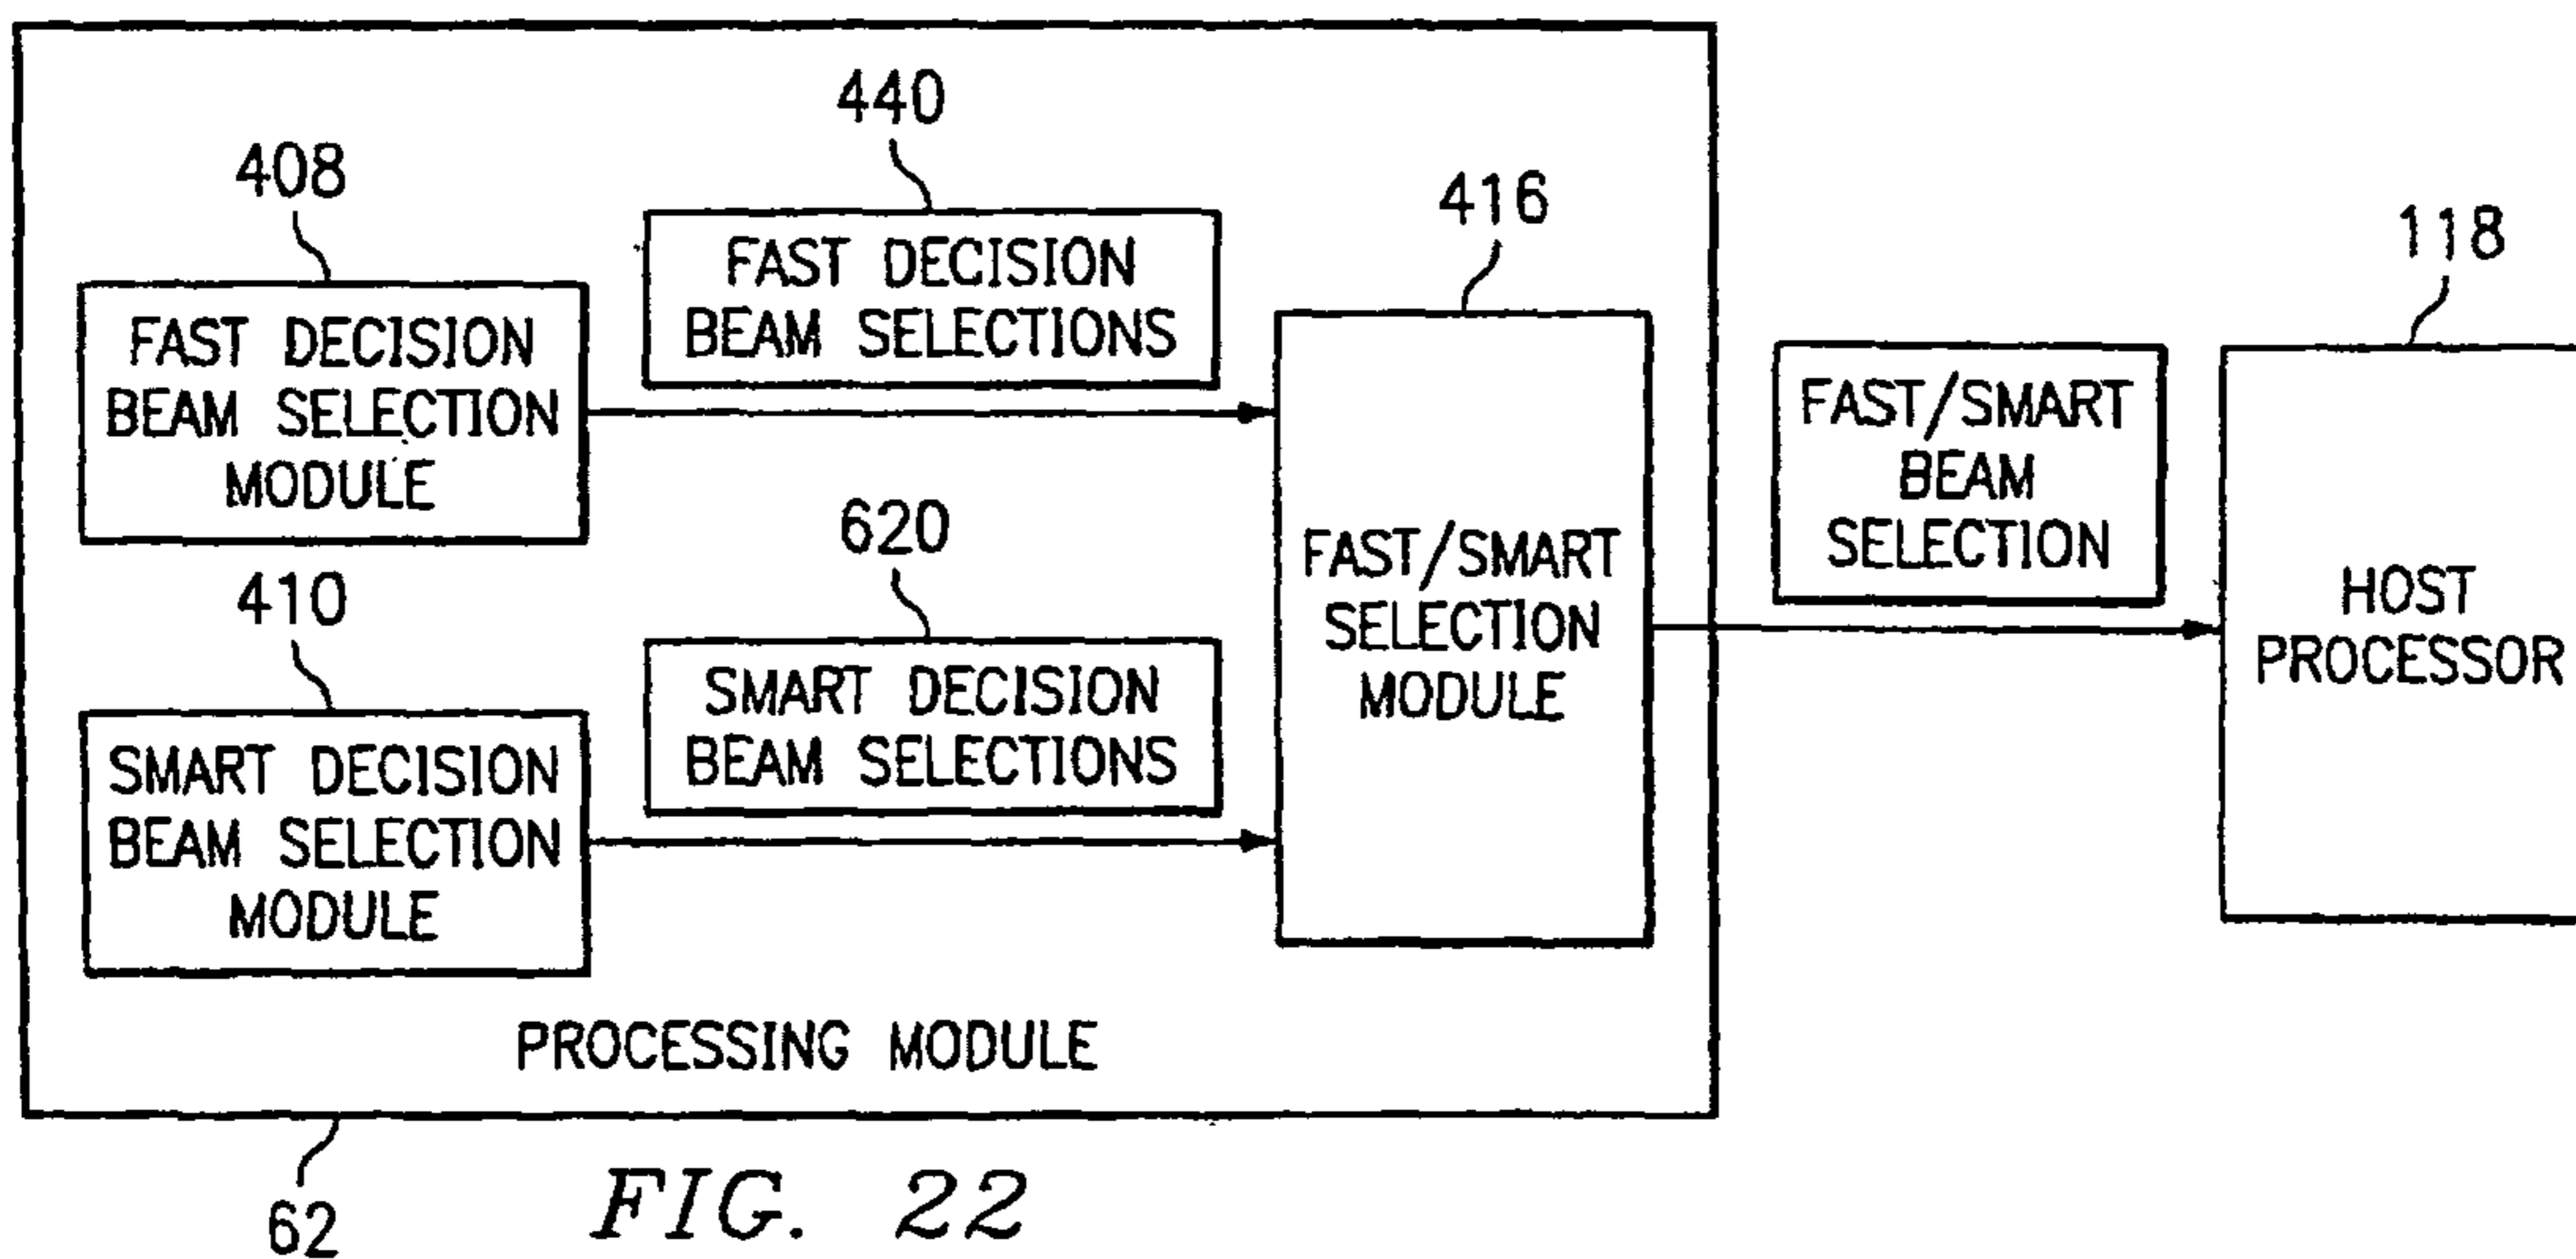 440
408
416
118
FAST DECISION
BEAM SELECTIONS
FAST DECISION
BEAM SELECTION
MODULE
FAST/SMART
BEAM
SELECTION
620
410
FAST/SMART
SELECTION
MODULE
HOST
PROCESSOR
SMART DECISION
BEAM SELECTIONS
SMART DECISION
BEAM SELECTION
MODULE
PROCESSING MODULE
62
FIG. 22